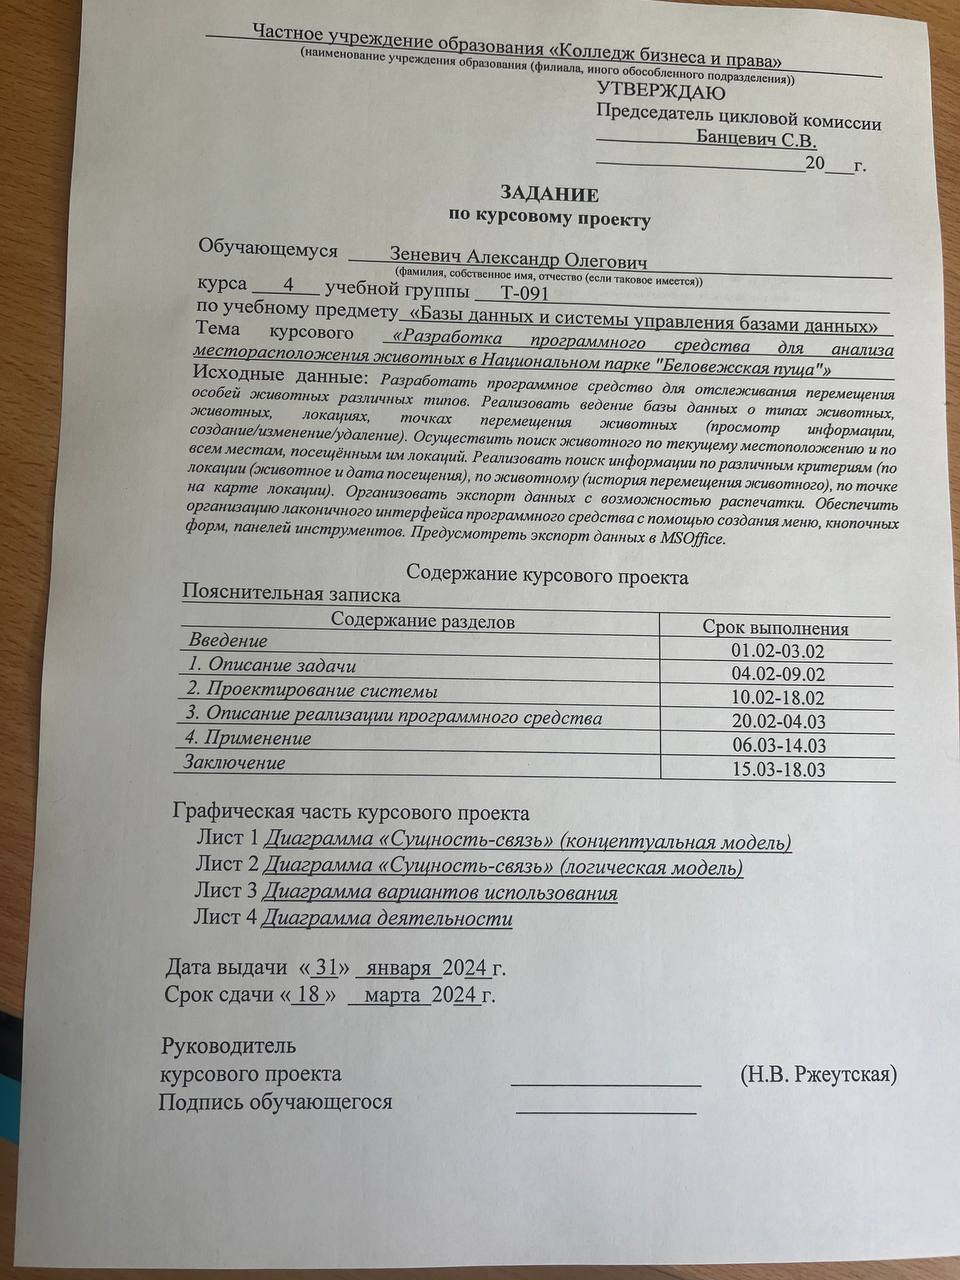 Частное учреждение образования «Колледж бизнеса и права»
(наименование учреждения образования (филиала, иного обособленного подразделения))
УТВЕРЖДАЮ
Председатель цикловой комиссии
Банцевич С.В.
20___г.
ЗАДАНИЕ
по курсовому проекту
Обучающемуся Зеневич Александр Олегович
(фамилия, собственное имя, отчество (если таковое имеется))
курса 4 учебной группы Т-091
по учебному предмету «Базы данных и системы управления базами данных»
Тема курсового «Разработка программного средства для анализа
месторасположения животных в Национальном парке "Беловежская пуща"»
Исходные данные: Разработать программное средство для отслеживания перемещения
особей животных различных типов. Реализовать ведение базы данных о типах животных,
животных, локациях, точках перемещения животных (просмотр информации,
создание/изменение/удаление). Осуществить поиск животного по текущему местоположению и по
всем местам, посещённым им локаций. Реализовать поиск информации по различным критериям (по
локации (животное и дата посещения), по животному (история перемещения животного), по точке
на карте локации). Организовать экспорт данных с возможностью распечатки. Обеспечить
организацию лаконичного интерфейса программного средства с помощью создания меню, кнопочных
форм, панелей инструментов. Предусмотреть экспорт данных в MSOffice.
Содержание курсового проекта
Пояснительная записка
Содержание разделов Срок выполнения
Введение 01.02-03.02
1. Описание задачи 04.02-09.02
2. Проектирование системы 10.02-18.02
3. Описание реализации программного средства 20.02-04.03
4. Применение 06.03-14.03
Заключение 15.03-18.03
Графическая часть курсового проекта
Лист 1 Диаграмма «Сущность-связь» (концептуальная модель)
Лист 2 Диаграмма «Сущность-связь» (логическая модель)
Лист 3 Диаграмма вариантов использования
Лист 4 Диаграмма деятельности
Дата выдачи «31» января 2024 г.
Срок сдачи «18» марта 2024 г.
Руководитель
курсового проекта (Н.В. Ржеутская)
Подпись обучающегося